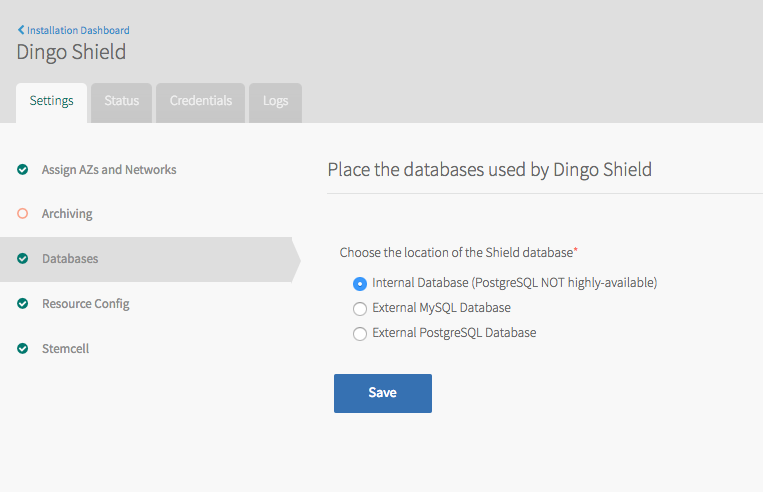 Installation Dashboard
Dingo Shield
Settings Status Credentials Logs
Assign AZs and Networks
Archiving
Databases
Resource Config
Stemcell
Place the databases used by Dingo Shield
Choose the location of the Shield database*
Internal Database (PostgreSQL NOT highly-available)
External MySQL Database
External PostgreSQL Database
Save